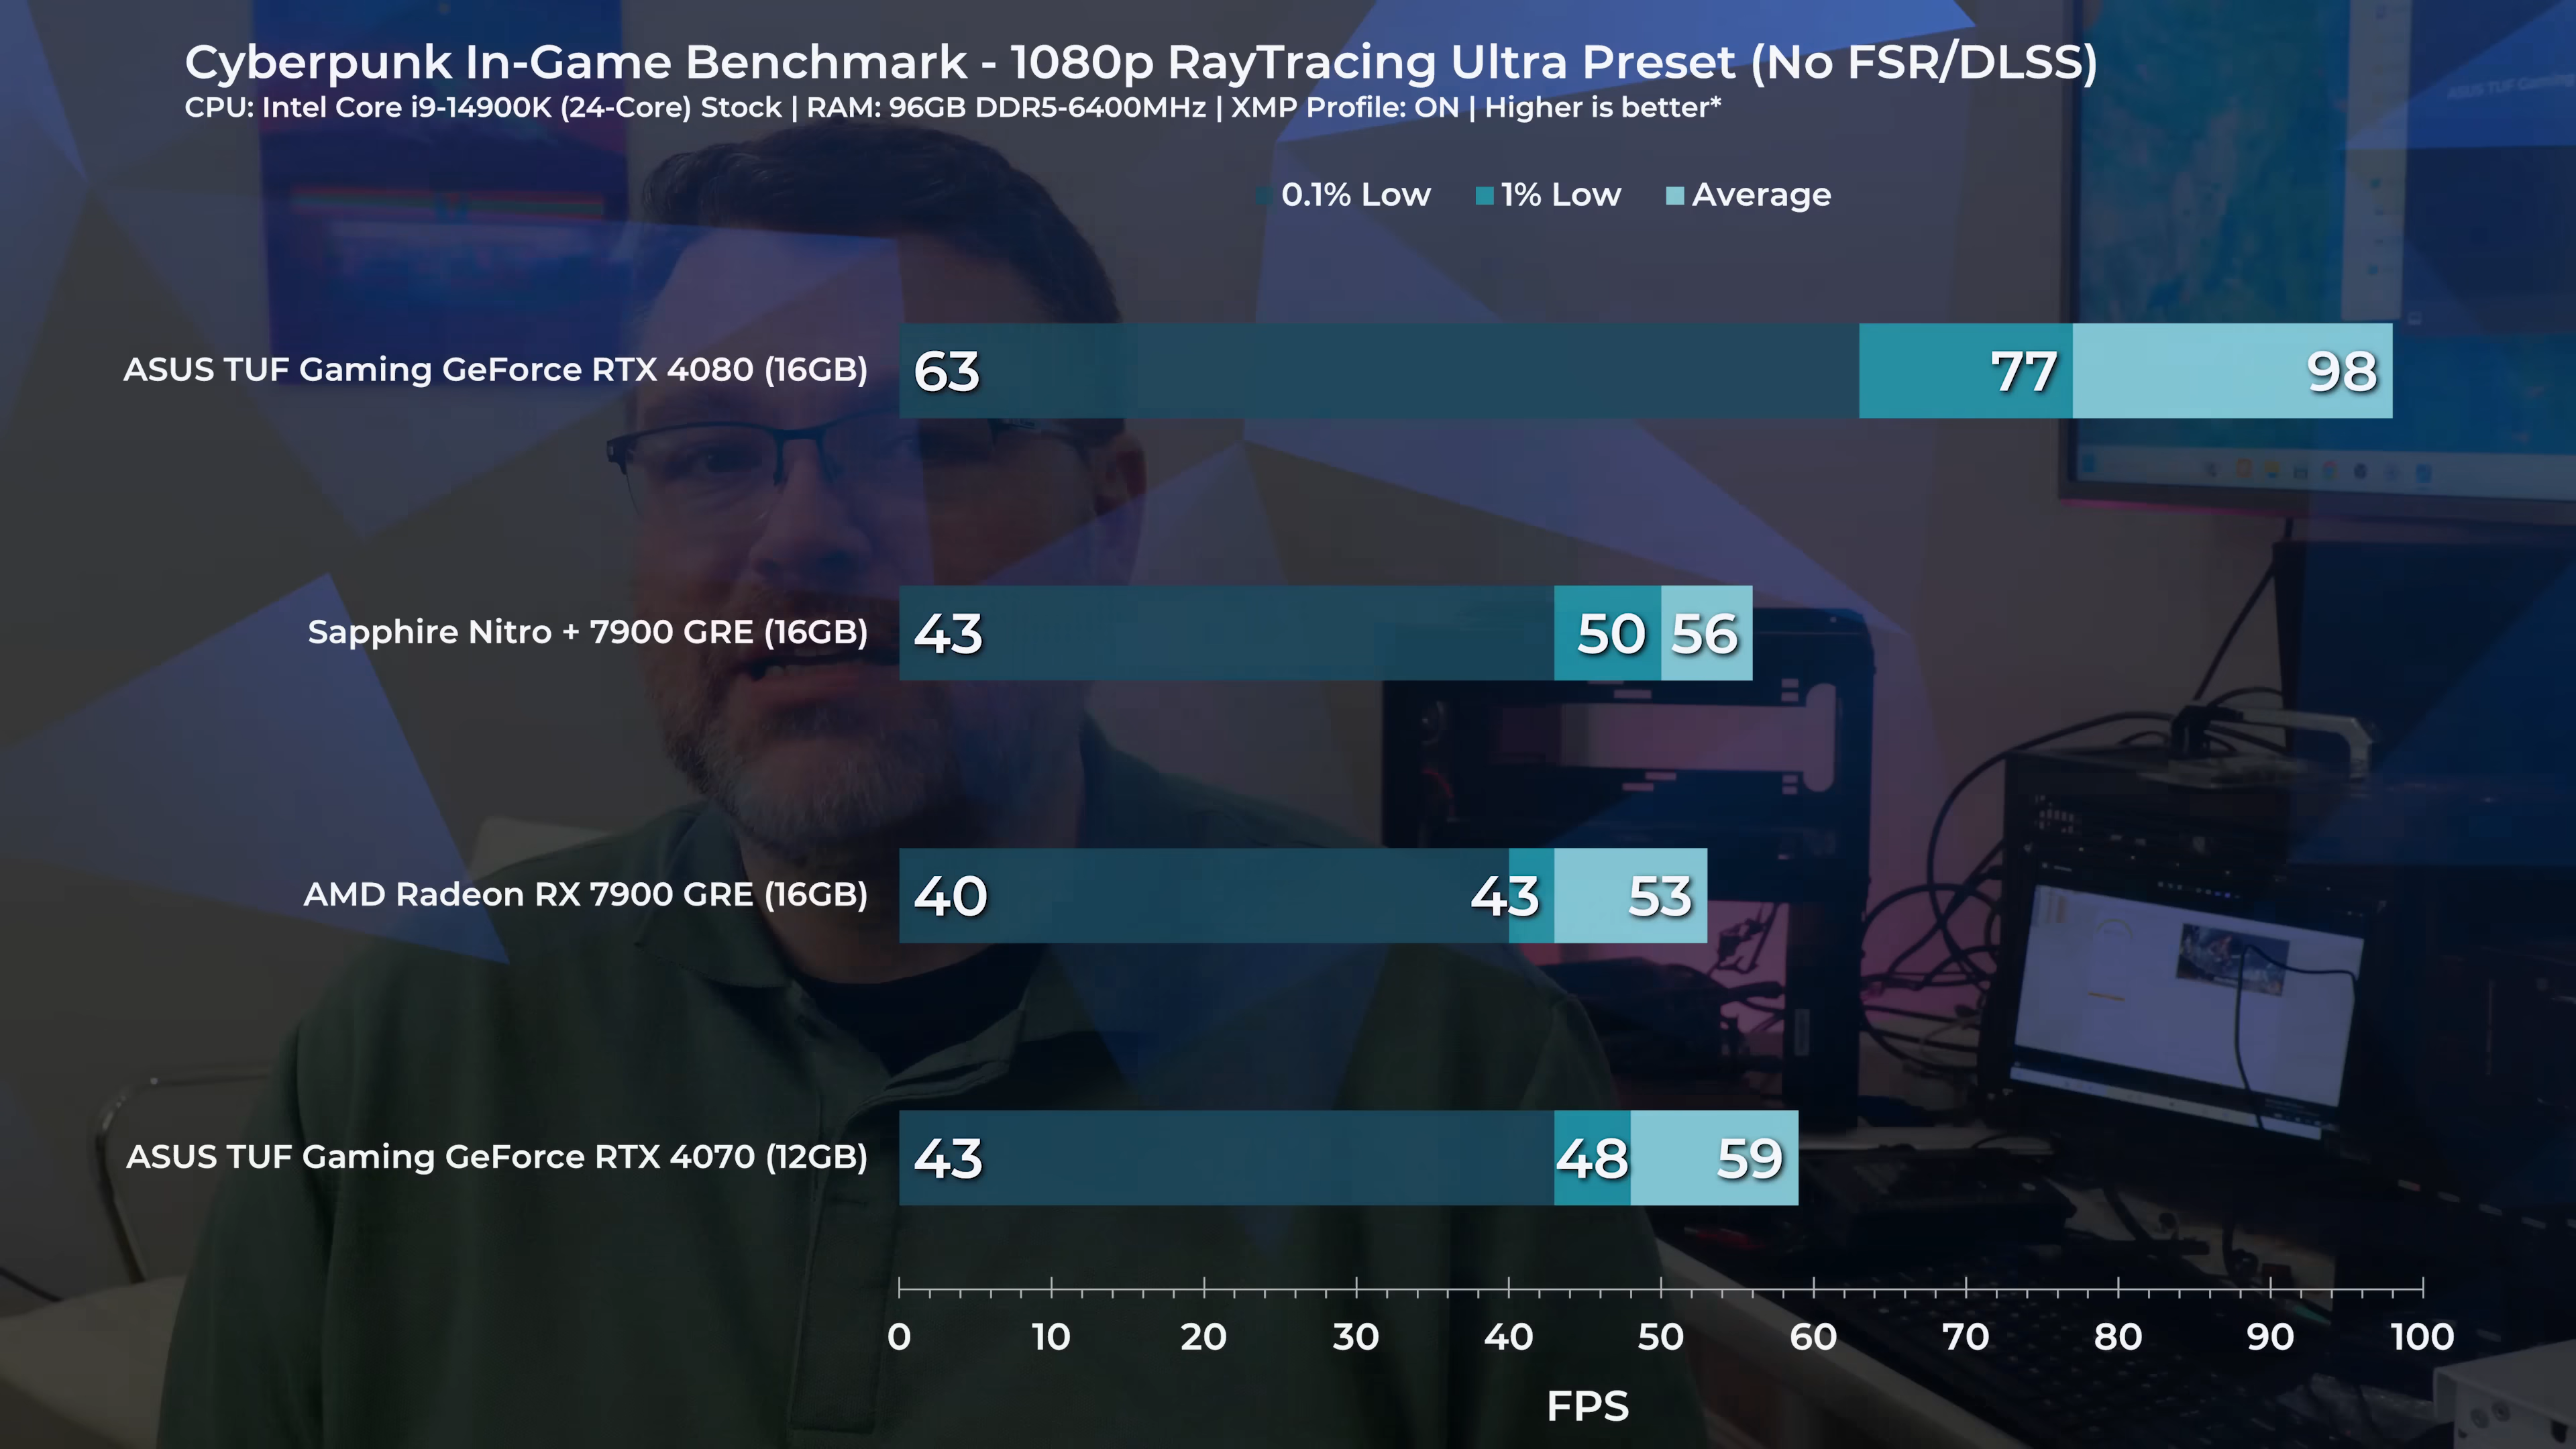 Cyberpunk In-Game Benchmark - 1080p RayTracing Ultra Preset (No FSR/DLSS)
CPU: Intel Core i9-14900K (24-Core) Stock | RAM: 96GB DDR5-6400MHz | XMP Profile: ON | Higher is better*
0.1% Low 1% Low Average
ASUS TUF Gaming GeForce RTX 4080 (16GB) 63 77 98
Sapphire Nitro + 7900 GRE (16GB) 43 50 56
AMD Radeon RX 7900 GRE (16GB) 40 43 53
ASUS TUF Gaming GeForce RTX 4070 (12GB) 43 48 59
0 10 20 30 40 50 60 70 80 90 100
FPS